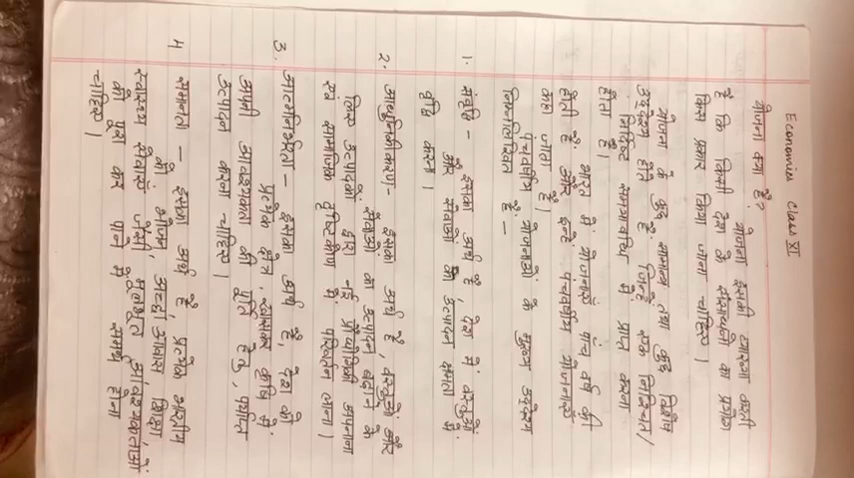 Economics Class XI
योजना क्या है?
योजना इसकी व्याख्या करती
है कि किसी देश के संसाधनों का प्रयोग
किस प्रकार किया जाना चाहिए।
योजना के कुछ सामान्य तथा कुछ विशेष
उद्देश्य होते हैं जिन्हें एक निश्चित/
निर्दिष्ट समयावधि में प्राप्त करना
होता है।
भारत में योजनाएं पांच वर्ष की
होती है और इन्हें पंचवर्षीय योजनाएं
कहा जाता है।
पंचवर्षीय योजनाओं के मुख्य उद्देश्य
निम्नलिखित हैं -
1. संवृद्धि - इसका अर्थ है, देश में वस्तुओं
और सेवाओं की उत्पादन क्षमता में
वृद्धि करना।
2. आधुनिकीकरण - इसका अर्थ है, वस्तुओं और
सेवाओं का उत्पादन बढ़ाने के
लिए उत्पादकों द्वारा नई प्रौद्योगिकी अपनाना
एवं सामाजिक दृष्टिकोण में परिवर्तन लाना।
3. आत्मनिर्भरता - इसका अर्थ है, देश को
प्रत्येक क्षेत्र, खासकर कृषि में
अपनी आवश्यकता की पूर्ति हेतु, पर्याप्त
उत्पादन करना चाहिए।
4 समानता - इसका अर्थ है, प्रत्येक भारतीय
को भोजन, अच्छा आवास शिक्षा,
स्वास्थ्य सेवाएं जैसी मूलभूत आवश्यकताओं
को पूरा कर पाने में समर्थ होना
चाहिए।